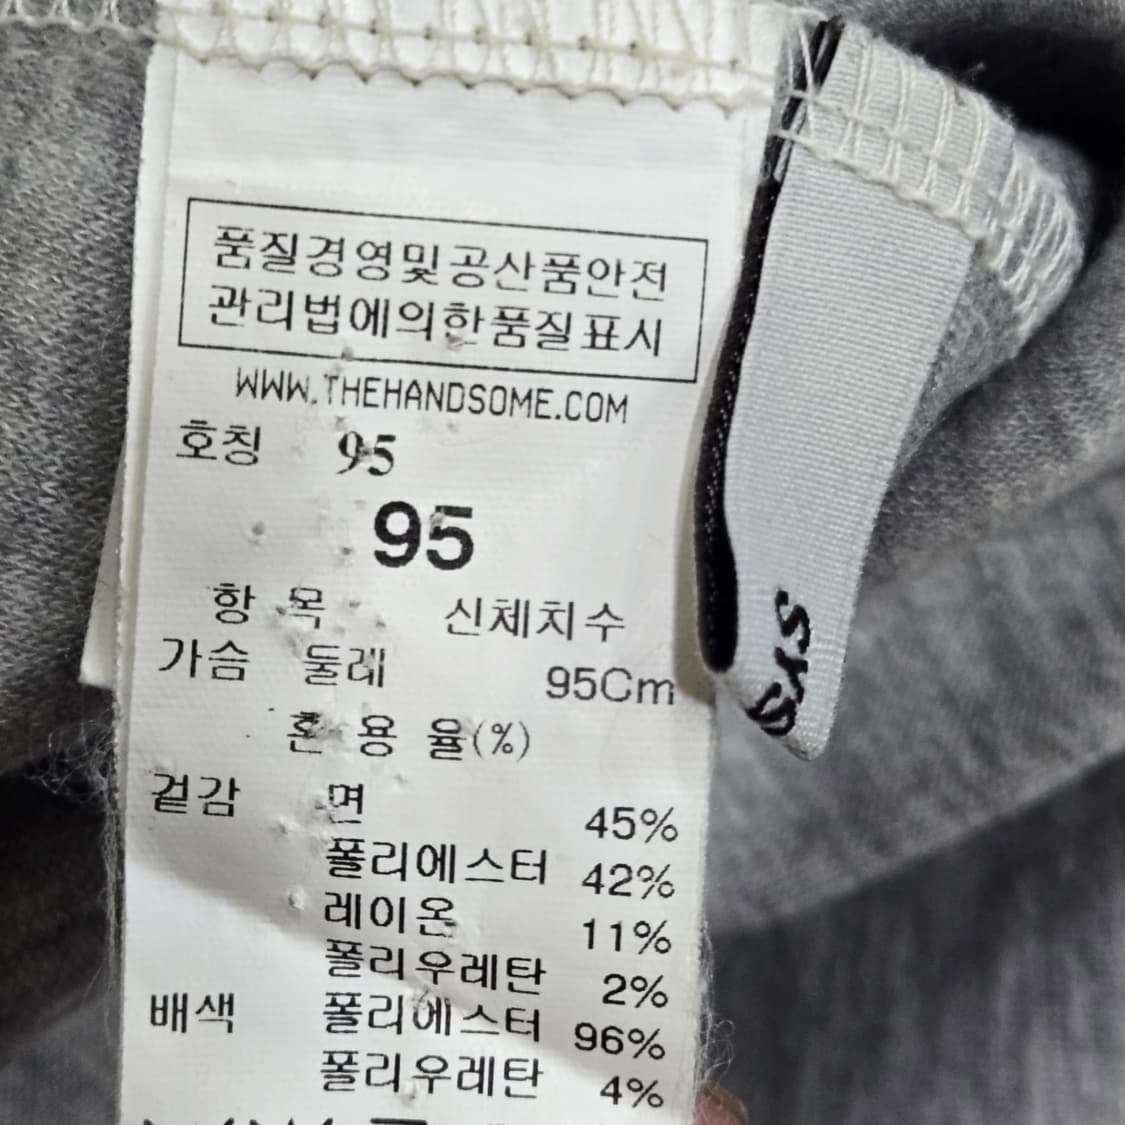 품질경영및공산품안전
관리법에의한품질표시
WWW.THEHANDSOME.COM
호칭 95
95
항 목 신체치수
가슴 둘레 95Cm
혼 용 율(%)
겉감 면 45%
폴리에스터 42%
레이온 11%
폴리우레탄 2%
배색 폴리에스터 96%
폴리우레탄 4%